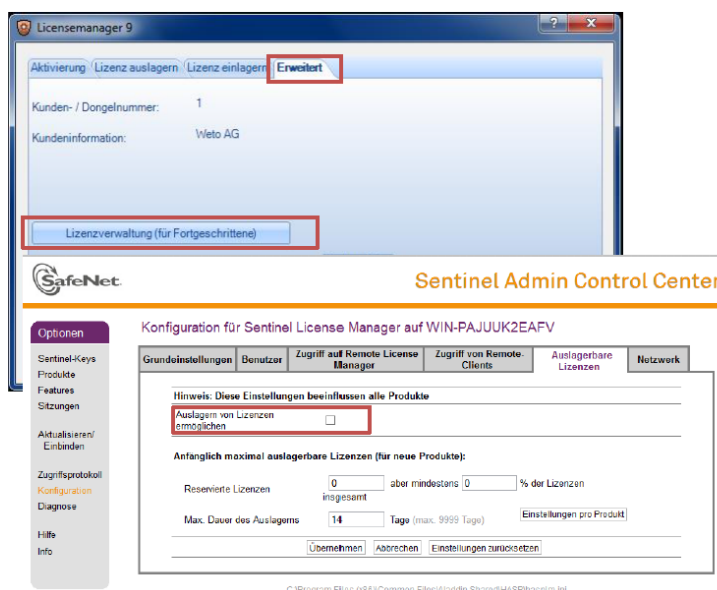 Licensemanager 9
Aktivierung Lizenz auslagern Lizenz einlagern Erweitert
Kunden- / Dongelnummer: 1
Kundeninformation: Weto AG
Lizenzverwaltung (für Fortgeschrittene)
SafeNet.
Sentinel Admin Control Center
Optionen
Sentinel-Keys
Produkte
Features
Sitzungen
Aktualisieren/
Einbinden
Zugriffsprotokoll
Konfiguration
Diagnose
Hilfe
Info
Konfiguration für Sentinel License Manager auf WIN-PAJUUK2EAFV
Grundeinstellungen Benutzer Zugriff auf Remote License Manager Zugriff von Remote-Clients Auslagerbare Lizenzen Netzwerk
Hinweis: Diese Einstellungen beeinflussen alle Produkte
Auslagern von Lizenzen
ermöglichen
Anfänglich maximal auslagerbare Lizenzen (für neue Produkte):
Reservierte Lizenzen 0 aber mindestens 0 % der Lizenzen
insgesamt
Max. Dauer des Auslagerns 14 Tage (max. 9999 Tage) Einstellungen pro Produkt
Übernehmen Abbrechen Einstellungen zurücksetzen